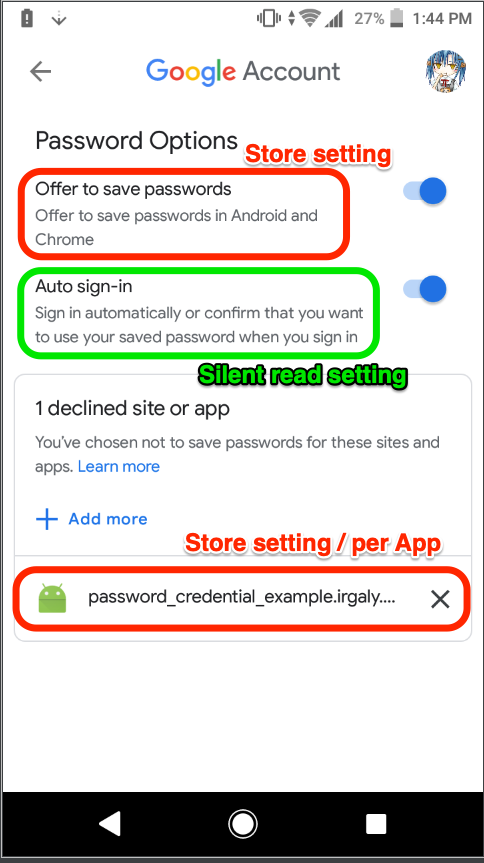 27% 1:44 PM
Google Account
Password Options
Store setting
Offer to save passwords
Offer to save passwords in Android and
Chrome
Auto sign-in
Sign in automatically or confirm that you want
to use your saved password when you sign in
Silent read setting
1 declined site or app
You've chosen not to save passwords for these sites and
apps. Learn more
Add more
Store setting / per App
password_credential_example.irgaly....